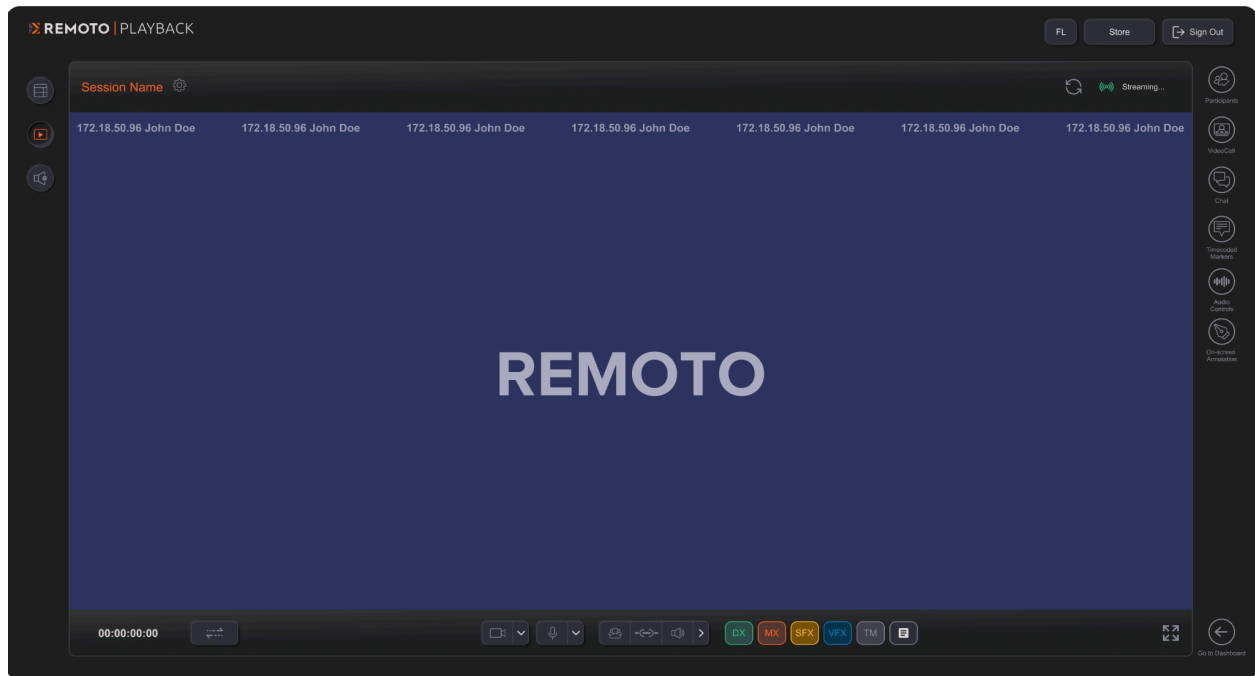 REMOTO | PLAYBACK
FL
Store
Sign Out
Session Name
Streaming...
172.18.50.96 John Doe 172.18.50.96 John Doe 172.18.50.96 John Doe 172.18.50.96 John Doe 172.18.50.96 John Doe 172.18.50.96 John Doe 172.18.50.96 John Doe
REMOTO
Participants
VideoCall
Chat
Timecoded
Markers
Audio
Controls
On-screen
Annotation
00:00:00:00
DX
MX
SFX
VFX
TM
Go to Dashboard